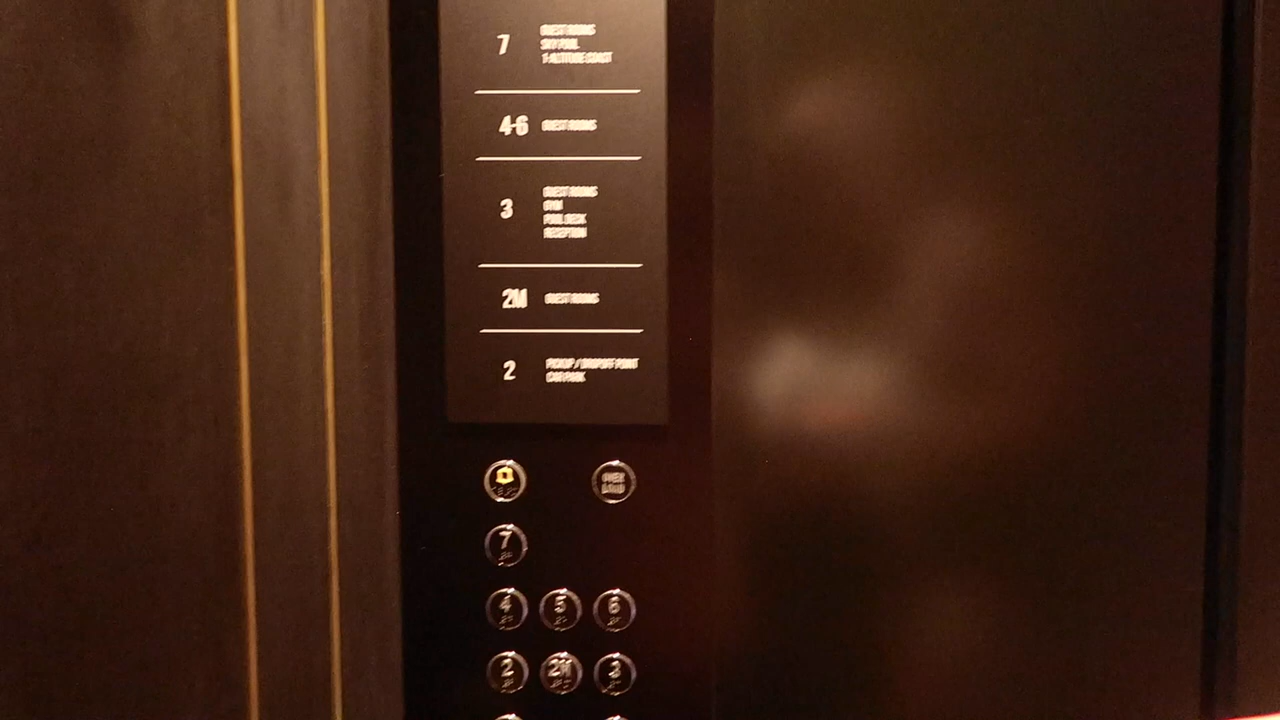 7
GUEST ROOMS
SKY POOL
1-ALTITUDE COAST
4-6
GUEST ROOMS
3
GUEST ROOMS
GYM
POOL DECK
RECEPTION
2M
GUEST ROOMS
2
PICKUP / DROPOFF POINT
CAR PARK
7
4 5 6
2 2M 3